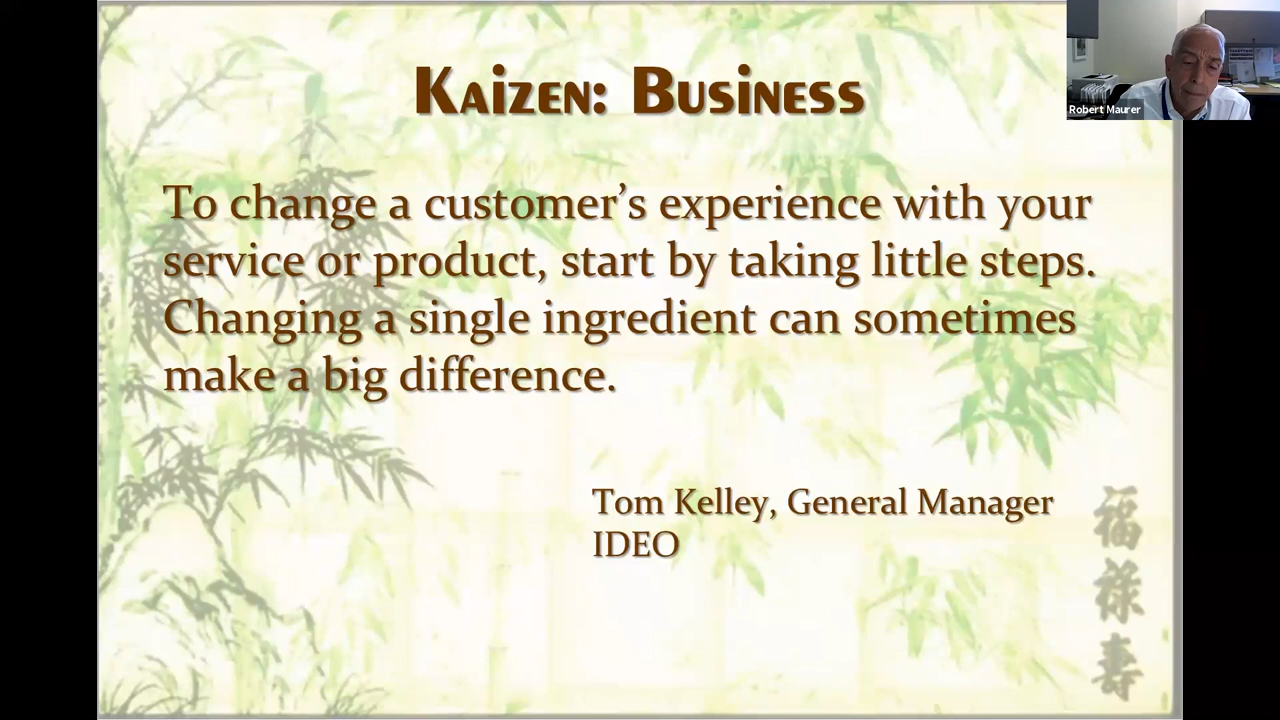 Kaizen: Business
Robert Maurer
To change a customer’s experience with your
service or product, start by taking little steps.
Changing a single ingredient can sometimes
make a big difference.
Tom Kelley, General Manager
IDEO
福
祿
壽